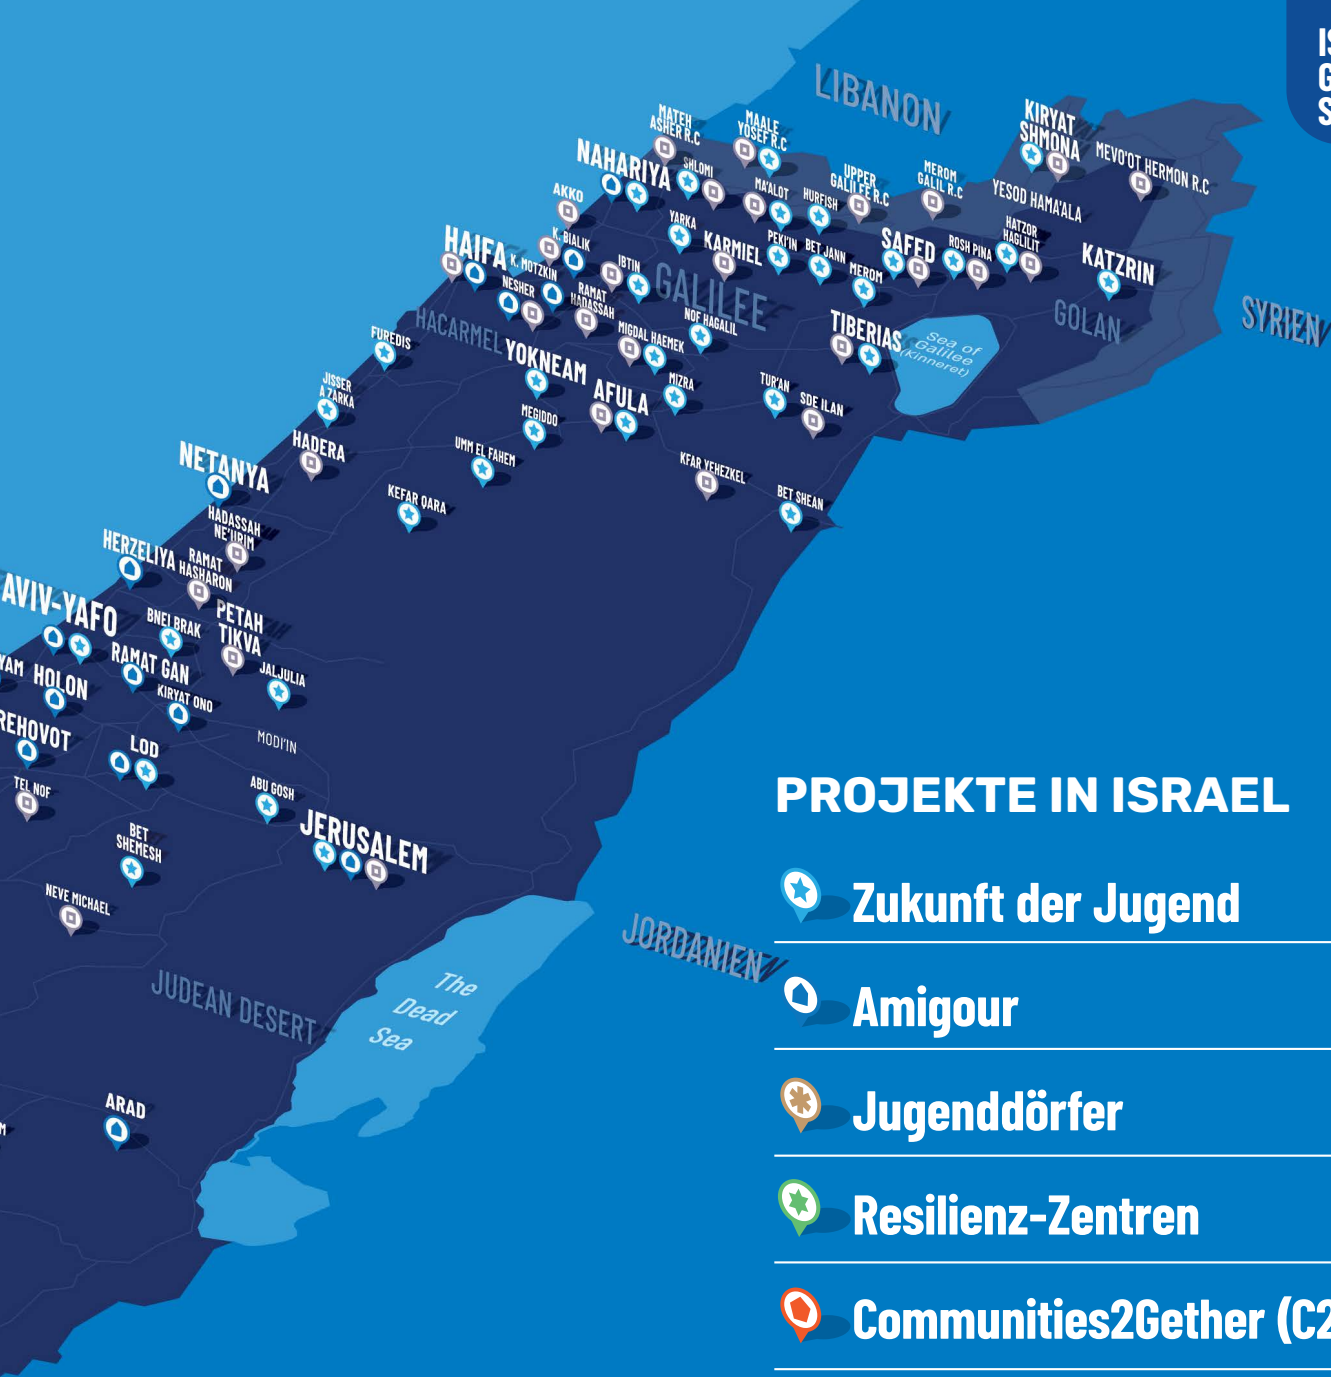 IS
G
S
LIBANON
MATEH
ASHER R.C
MAALE
YOSEF R.C
KIRYAT
SHMONA
MEVO'OT HERMON R.C
NAHARIYA
SHLOMI
MA'ALOT
HURFISH
UPPER
GALILEE R.C
MEROM
GALIL R.C
YESOD HAMA'ALA
AKKO
YARKA
KARMIEL
PEKI'IN
BET JANN
MEROM
SAFED
ROSH PINA
HATZOR
HAGLILIT
KATZRIN
HAIFA
K. BIALIK
K. MOTZKIN
IBTIN
NESHER
RAMAT
HADASSAH
GALILEE
GOLAN
SYRIEN
HACARMEL
MIGDAL HAEMEK
NOF HAGALIL
TIBERIAS
Sea of
Galilee
(Kinneret)
FUREDIS
YOKNEAM
AFULA
MIZRA
TUR'AN
SDE ILAN
JISSER
A ZARKA
MEGIDDO
HADERA
UMM EL FAHEM
KFAR YEHEZKEL
BET SHEAN
NETANYA
KEFAR QARA
HADASSAH
NE'URIM
HERZELIYA
RAMAT
HASHARON
AVIV-YAFO
BNEI BRAK
PETAH
TIKVA
YAM
HOLON
RAMAT GAN
JALJULIA
KIRYAT ONO
REHOVOT
LOD
MODI'IN
TEL NOF
ABU GOSH
JERUSALEM
BET
SHEMESH
NEVE MICHAEL
JORDANIEN
JUDEAN DESERT
The
Dead
Sea
ARAD
M
PROJEKTE IN ISRAEL
Zukunft der Jugend
Amigour
Jugenddörfer
Resilienz-Zentren
Communities2Gether (C2